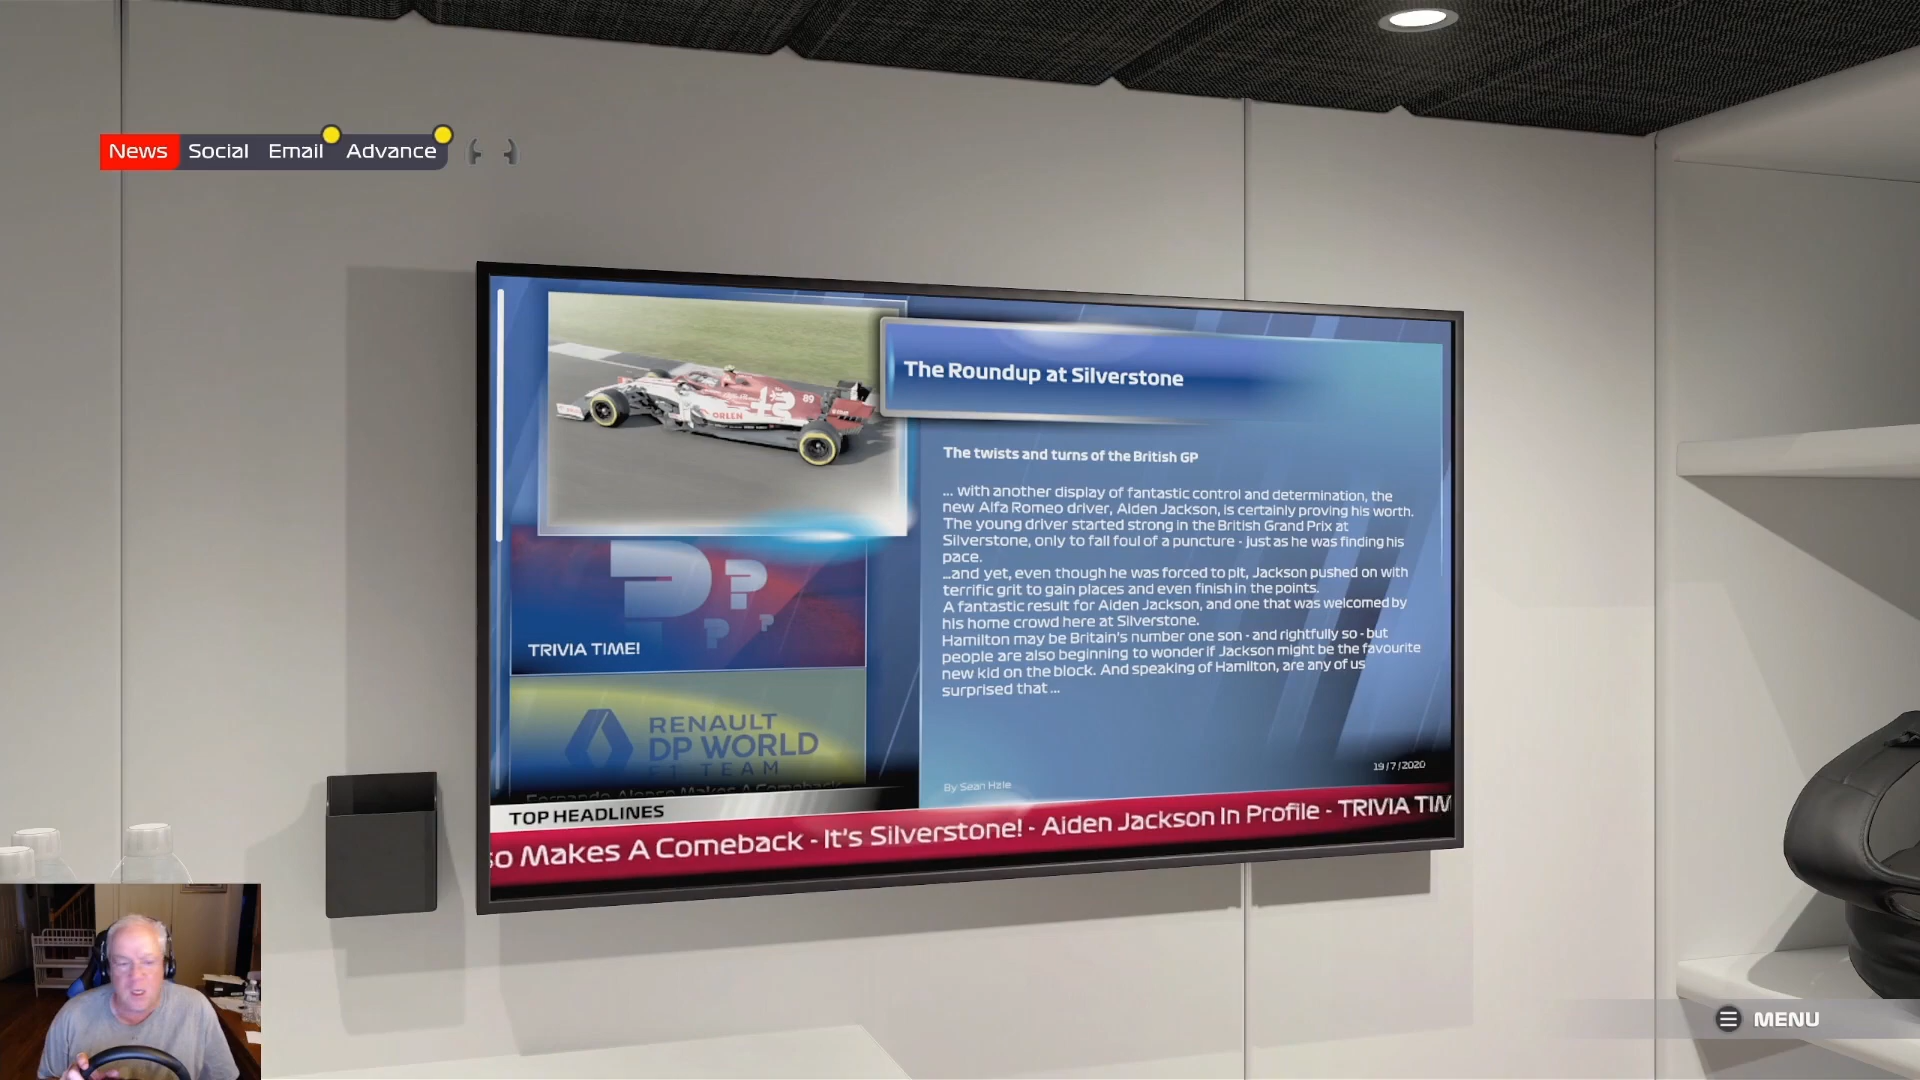 News Social Email Advance
The Roundup at Silverstone
89
ORLEN
The twists and turns of the British GP
... with another display of fantastic control and determination, the
new Alfa Romeo driver, Aiden Jackson, is certainly proving his worth.
The young driver started strong in the British Grand Prix at
Silverstone, only to fall foul of a puncture - just as he was finding his
pace.
...and yet, even though he was forced to pit, Jackson pushed on with
terrific grit to gain places and even finish in the points.
A fantastic result for Aiden Jackson, and one that was welcomed by
his home crowd here at Silverstone.
Hamilton may be Britain's number one son - and rightfully so - but
people are also beginning to wonder if Jackson might be the favourite
new kid on the block. And speaking of Hamilton, are any of us
surprised that ...
TRIVIA TIME!
RENAULT
DP WORLD
F1 TEAM
Fernando Alonso Makes A Comeback
19/7/2020
By Sean Hale
TOP HEADLINES
so Makes A Comeback - It's Silverstone! - Aiden Jackson In Profile - TRIVIA TIM
MENU